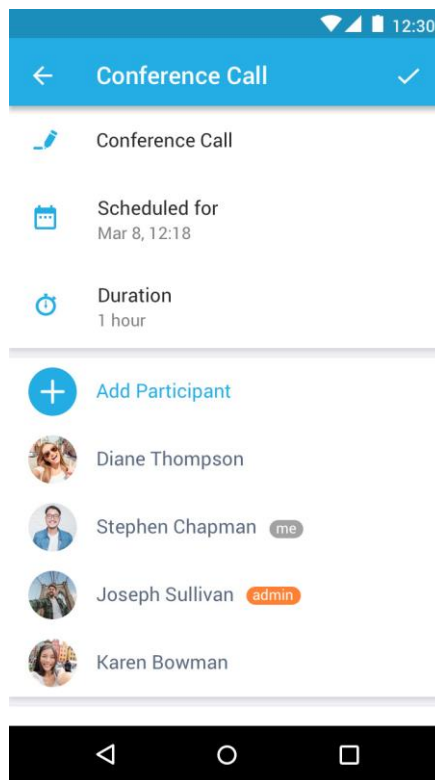 12:30
Conference Call
Conference Call
Scheduled for
Mar 8, 12:18
Duration
1 hour
Add Participant
Diane Thompson
Stephen Chapman me
Joseph Sullivan admin
Karen Bowman